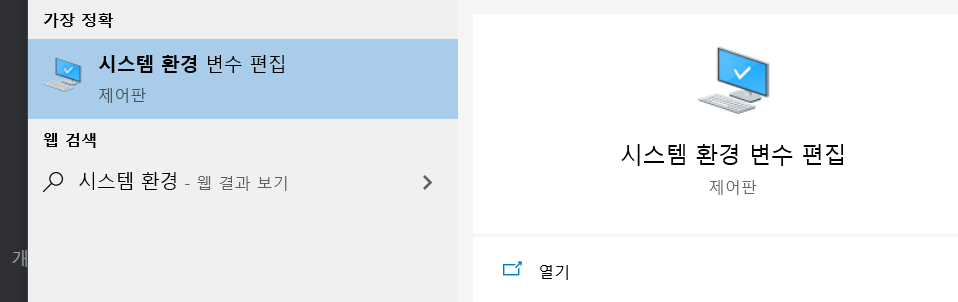 가장 정확
시스템 환경 변수 편집
제어판
웹 검색
시스템 환경 - 웹 결과 보기
개
시스템 환경 변수 편집
제어판
열기